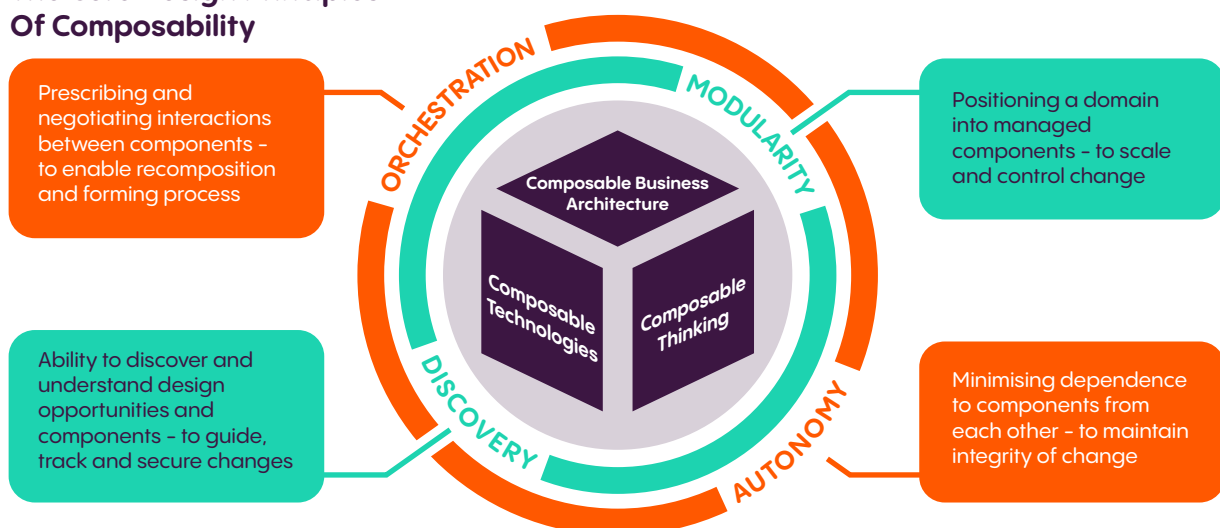 Of Composability
Prescribing and
negotiating interactions
between components -
to enable recomposition
and forming process
ORCHESTRATION
MODULARITY
Positioning a domain
into managed
components - to scale
and control change
Composable Business
Architecture
Composable
Technologies
Composable
Thinking
Ability to discover and
understand design
opportunities and
components - to guide,
track and secure changes
DISCOVERY
AUTONOMY
Minimising dependence
to components from
each other - to maintain
integrity of change